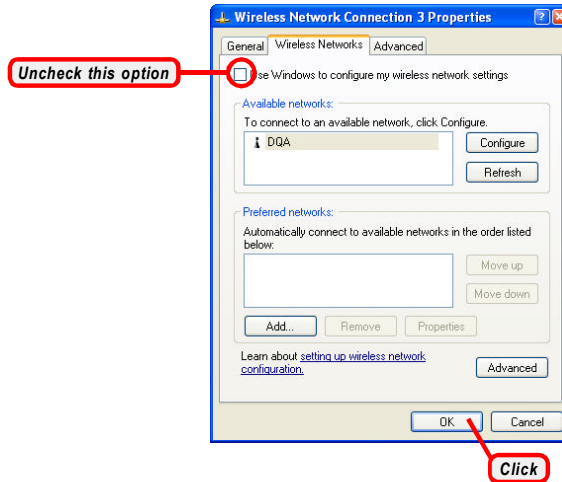 Wireless Network Connection 3 Properties
General Wireless Networks Advanced
Uncheck this option
Use Windows to configure my wireless network settings
Available networks:
To connect to an available network, click Configure.
DQA
Configure
Refresh
Preferred networks:
Automatically connect to available networks in the order listed
below:
Move up
Move down
Add... Remove Properties
Learn about setting up wireless network
configuration.
Advanced
OK Cancel
Click